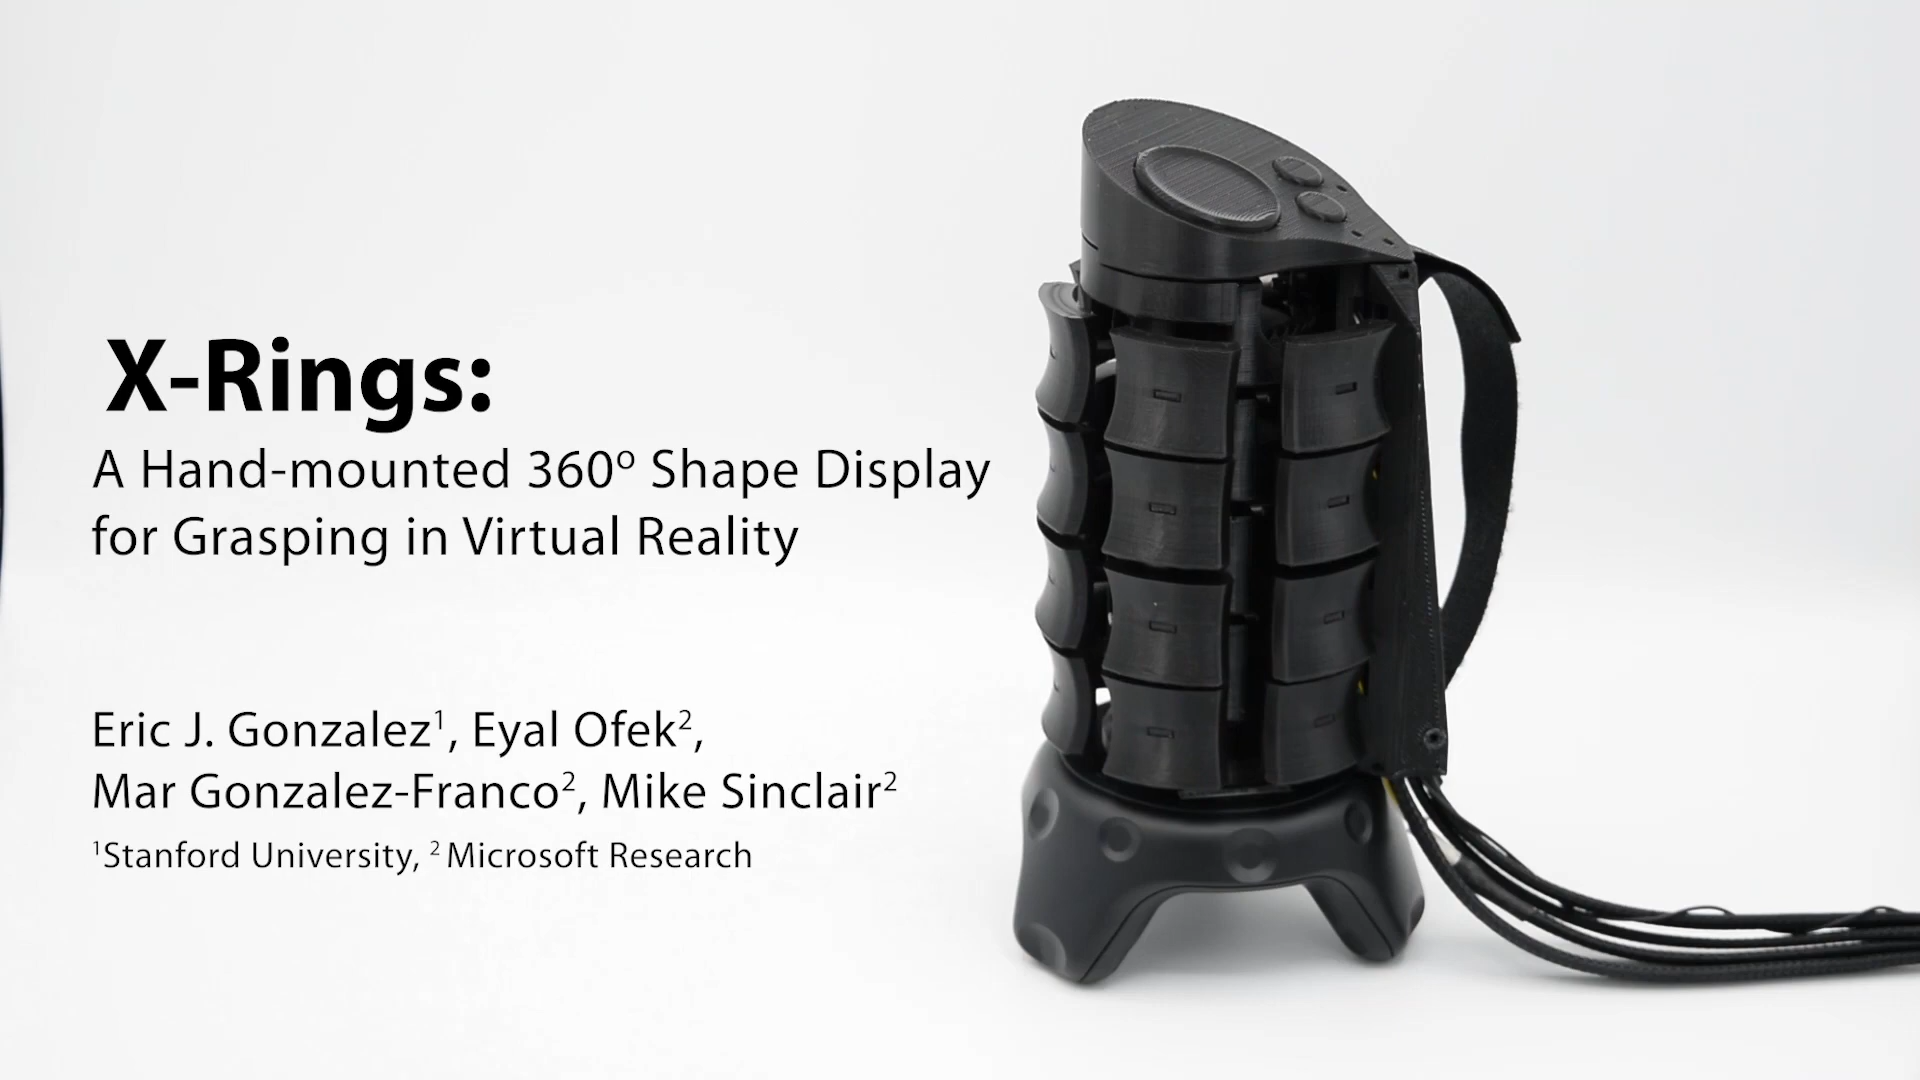 X-Rings:
A Hand-mounted 360º Shape Display
for Grasping in Virtual Reality
Eric J. Gonzalez¹, Eyal Ofek²,
Mar Gonzalez-Franco², Mike Sinclair²
¹Stanford University, ² Microsoft Research